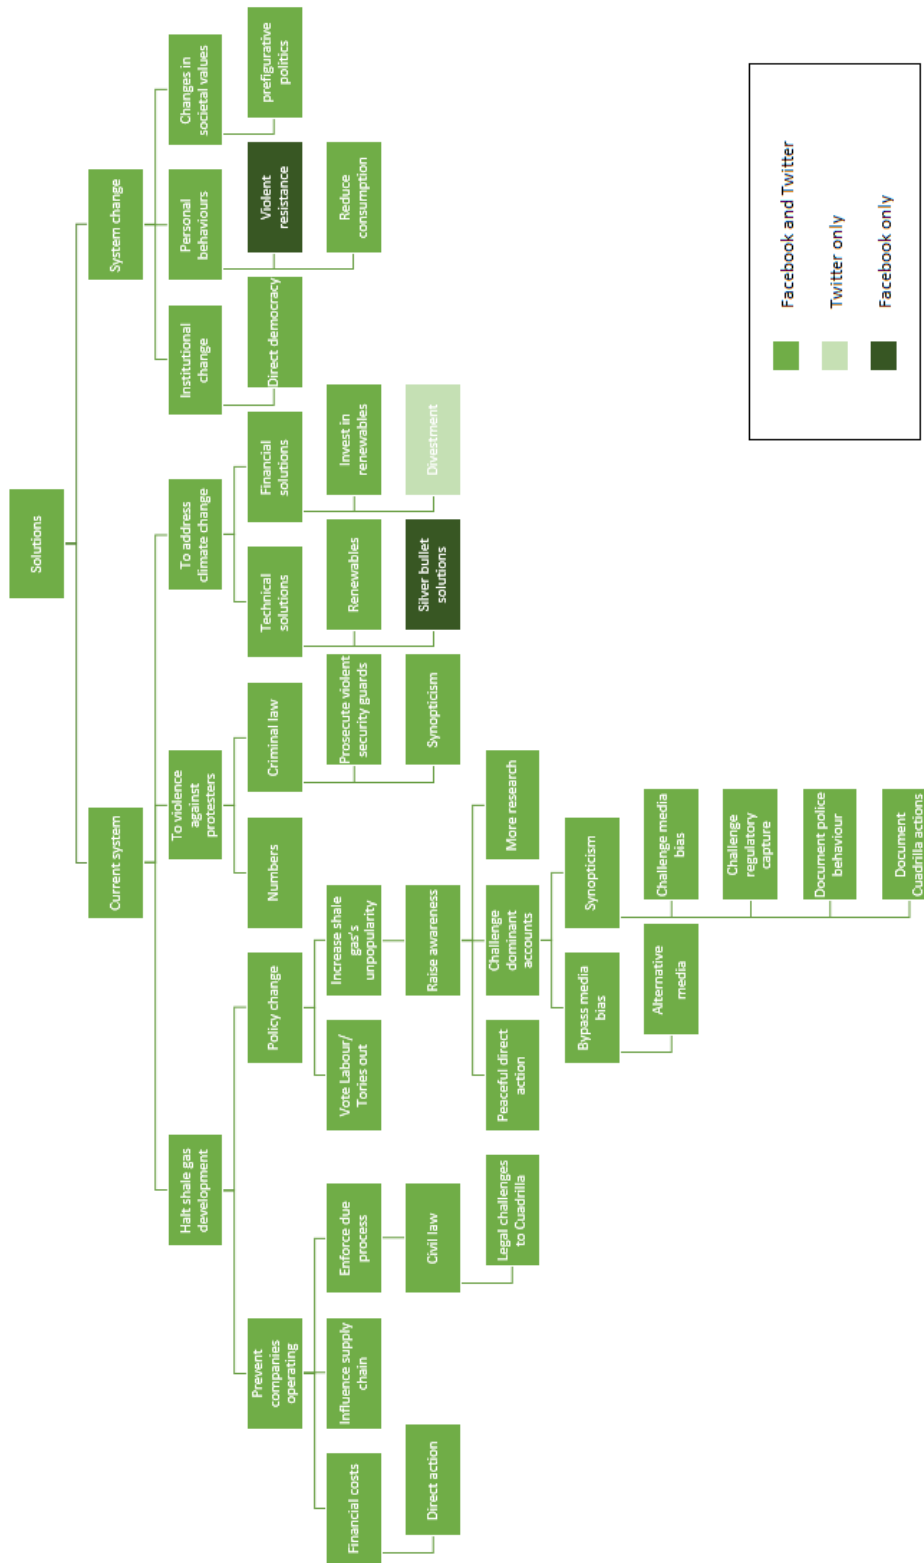 Solutions
Current system
System change
Halt shale gas
development
To violence
against
protesters
To address
climate change
Institutional
change
Personal
behaviours
Changes in
societal values
Prevent
companies
operating
Policy change
Numbers
Criminal law
Technical
solutions
Financial
solutions
Direct democracy
Violent
resistance
prefigurative
politics
Financial costs
Influence supply
chain
Enforce due
process
Vote Labour/
Tories out
Increase shale
gas's
unpopularity
Prosecute violent
security guards
Renewables
Invest in
renewables
Reduce
consumption
Direct action
Civil law
Raise awareness
Synopticism
Silver bullet
solutions
Divestment
Legal challenges
to Cuadrilla
Peaceful direct
action
Challenge
dominant
accounts
More research
Bypass media
bias
Synopticism
Alternative
media
Challenge media
bias
Challenge
regulatory
capture
Document police
behaviour
Document
Cuadrilla actions
Facebook and Twitter
Twitter only
Facebook only